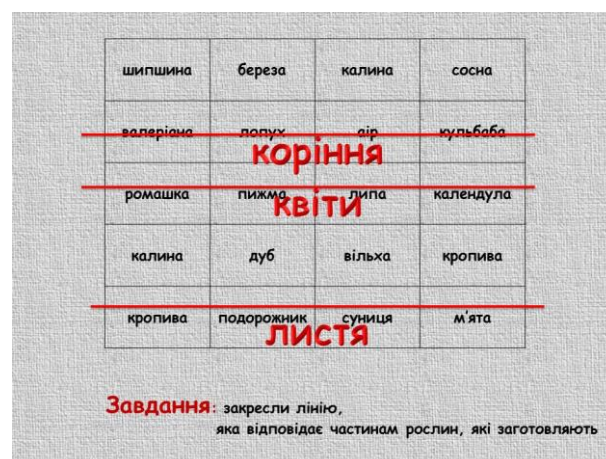 шипшина береза калина сосна
валеріана лопух аір кульбаба
коріння
ромашка пижма липа календула
квіти
калина дуб вільха кропива
кропива подорожник суниця м'ята
листя
Завдання: закресли лінію,
яка відповідає частинам рослин, які заготовляють